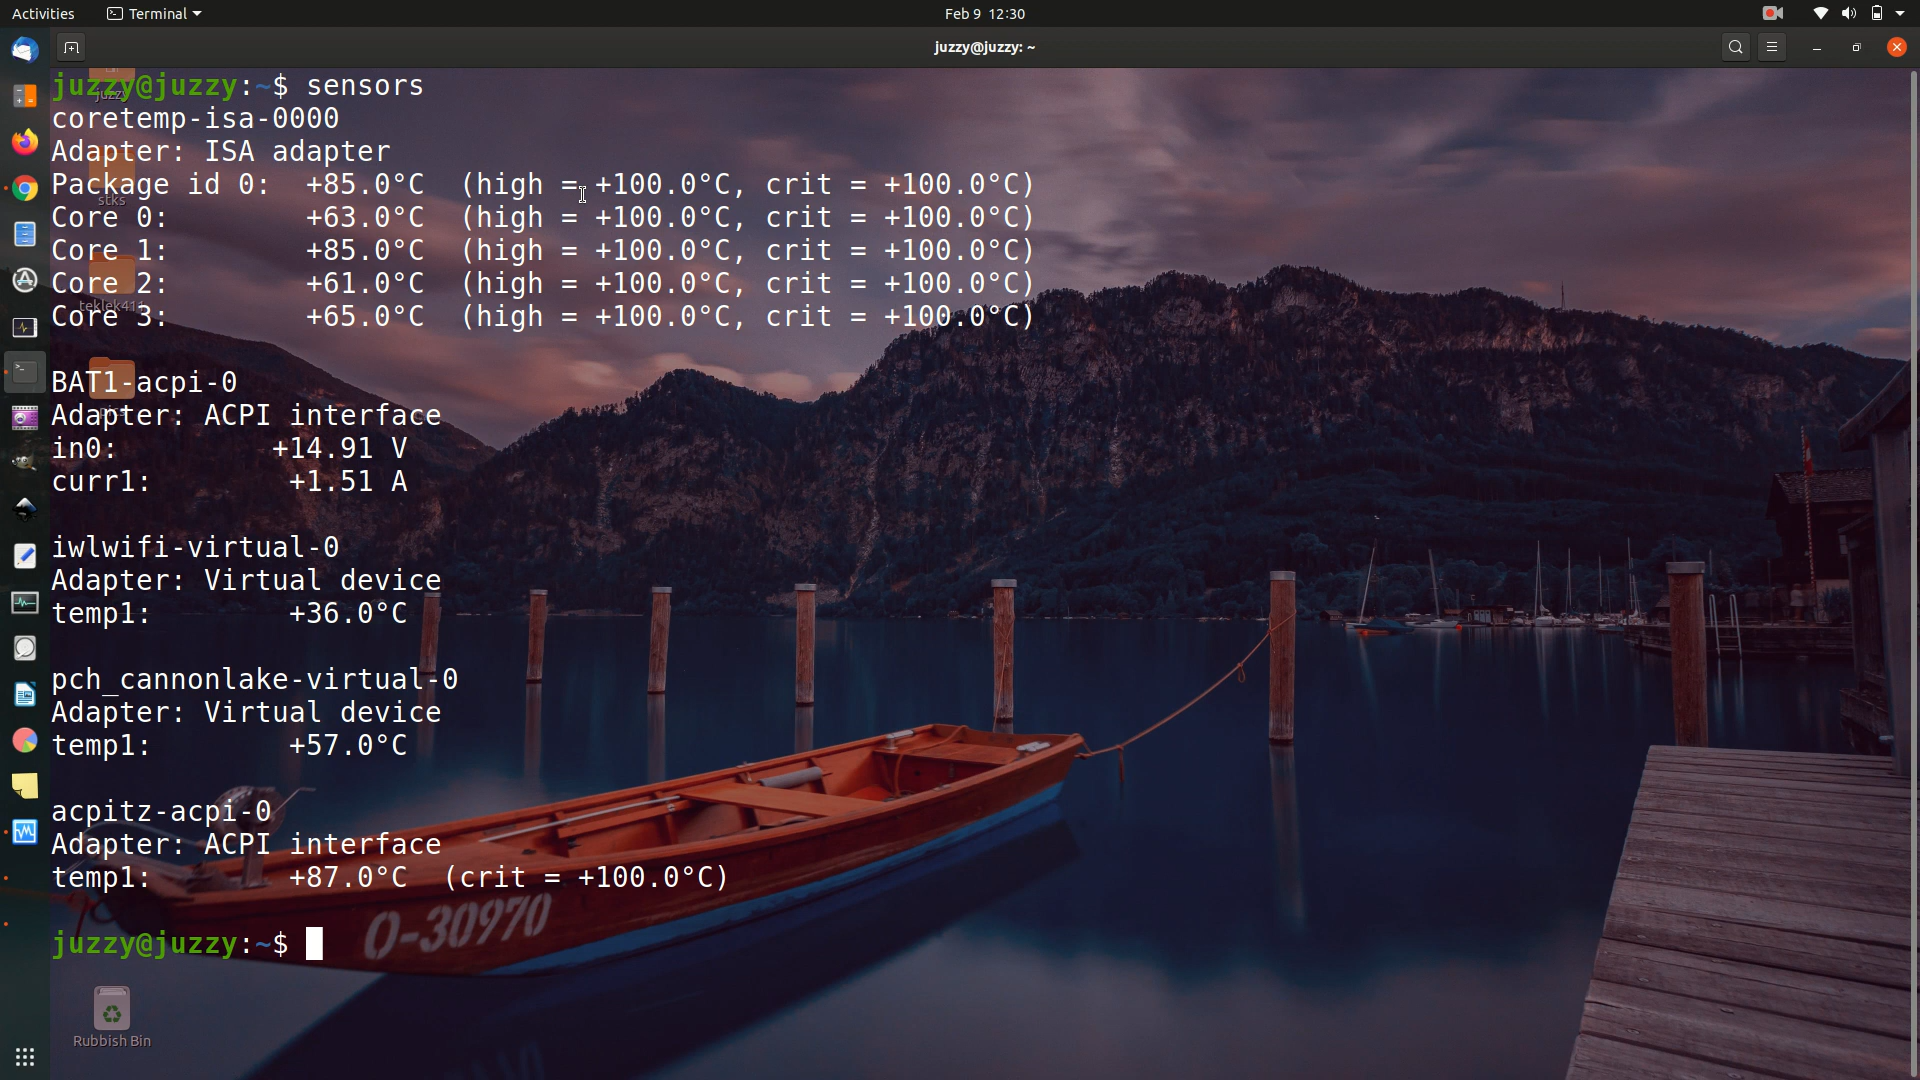 Activities Terminal Feb 9 12:30
juzzy@juzzy: ~
juzzy@juzzy:~$ sensors
juzzy
coretemp-isa-0000
Adapter: ISA adapter
Package id 0: +85.0°C (high = +100.0°C, crit = +100.0°C)
stks
Core 0: +63.0°C (high = +100.0°C, crit = +100.0°C)
Core 1: +85.0°C (high = +100.0°C, crit = +100.0°C)
Core 2: +61.0°C (high = +100.0°C, crit = +100.0°C)
teklek411
Core 3: +65.0°C (high = +100.0°C, crit = +100.0°C)
BAT1-acpi-0
Adapter: ACPI interface
in0: +14.91 V
curr1: +1.51 A
iwlwifi-virtual-0
Adapter: Virtual device
temp1: +36.0°C
pch_cannonlake-virtual-0
Adapter: Virtual device
temp1: +57.0°C
acpitz-acpi-0
Adapter: ACPI interface
temp1: +87.0°C (crit = +100.0°C)
O-30970
juzzy@juzzy:~$
Rubbish Bin